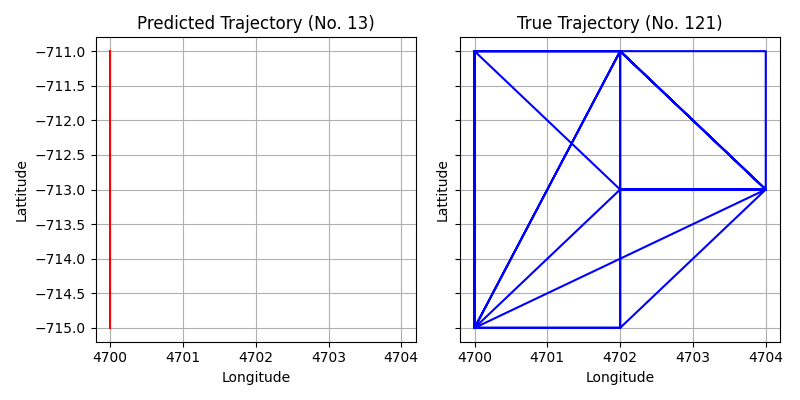 Predicted Trajectory (No. 13)
True Trajectory (No. 121)
Lattitude
−711.0
−711.5
−712.0
−712.5
−713.0
−713.5
−714.0
−714.5
−715.0
4700 4701 4702 4703 4704
Longitude
Lattitude
4700 4701 4702 4703 4704
Longitude